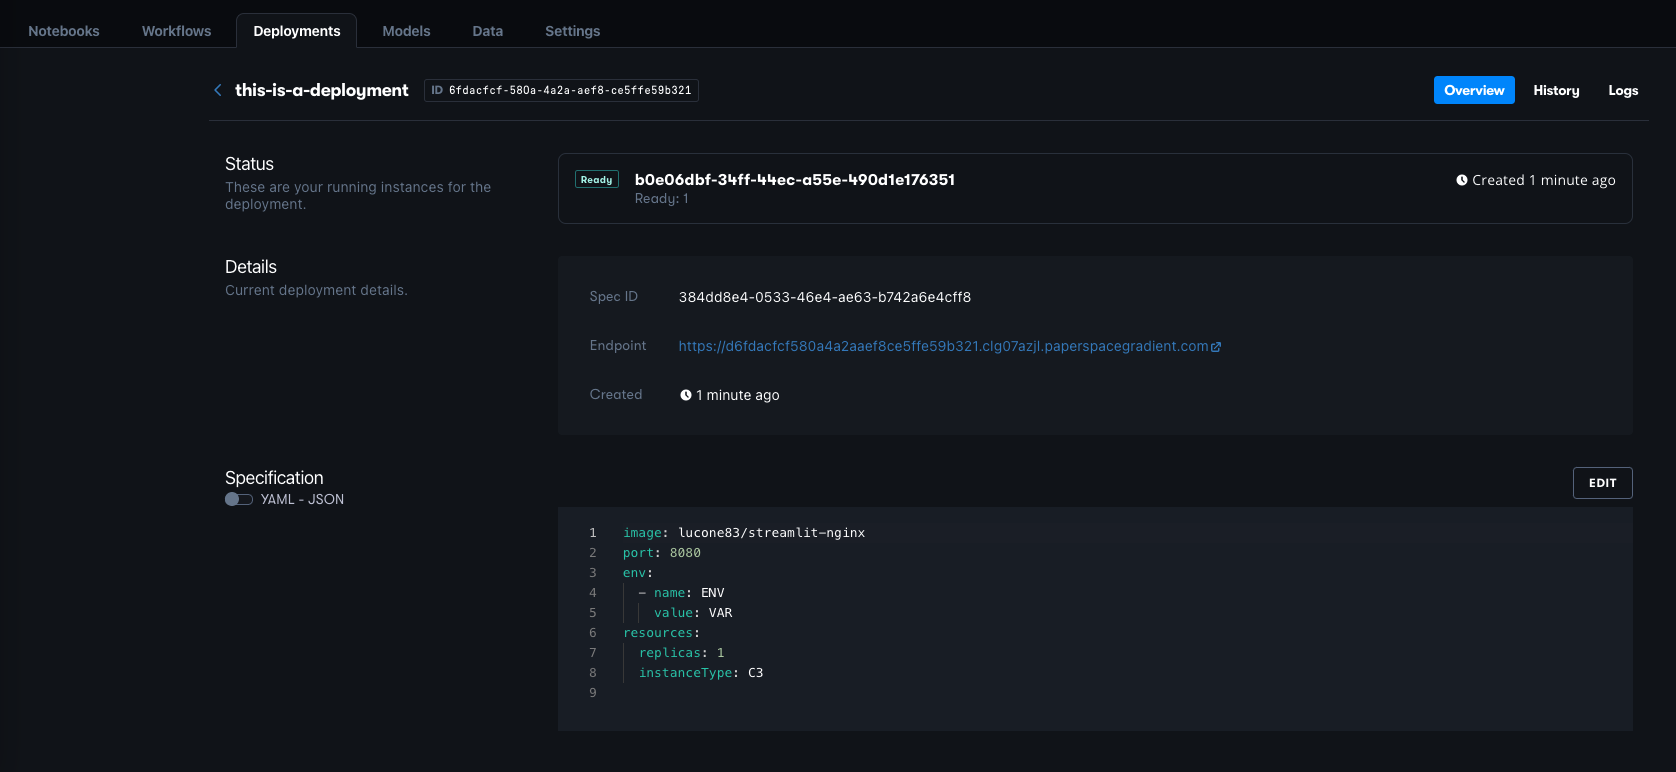 Notebooks Workflows Deployments Models Data Settings
this-is-a-deployment ID 6fdacfcf-580a-4a2a-aef8-ce5ffe59b321 Overview History Logs
Status
These are your running instances for the
deployment.
Ready b0e06dbf-34ff-44ec-a55e-490d1e176351 Created 1 minute ago
Ready: 1
Details
Current deployment details.
Spec ID 384dd8e4-0533-46e4-ae63-b742a6e4cff8
Endpoint https://d6fdacfcf580a4a2aaef8ce5ffe59b321.clg07azjl.paperspacegradient.com
Created 1 minute ago
Specification
YAML - JSON
EDIT
1 image: lucone83/streamlit-nginx
2 port: 8080
3 env:
4 - name: ENV
5 value: VAR
6 resources:
7 replicas: 1
8 instanceType: C3
9